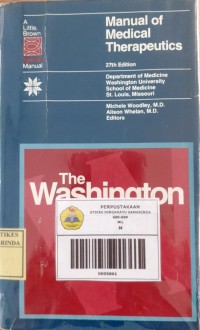 A
Little,
Brown
Manual
Manual of
Medical
Therapeutics
27th Edition
Department of Medicine
Washington University
School of Medicine
St. Louis, Missouri
Michele Woodley, M.D.
Alison Whelan, M.D.
Editors
The
Washington
PERPUSTAKAAN
TIKES
RINDA